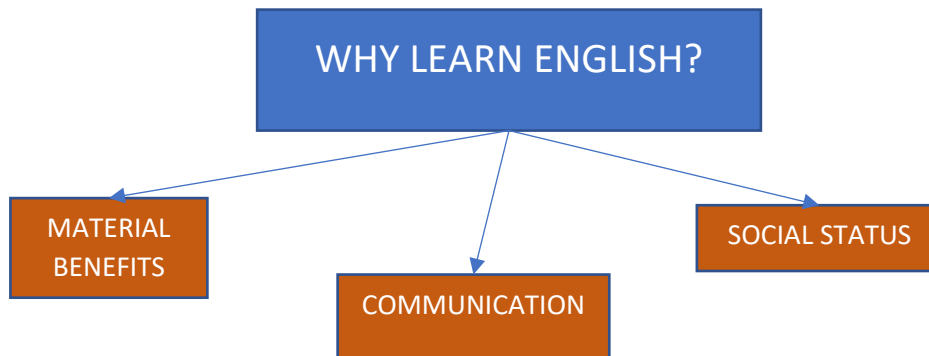 WHY LEARN ENGLISH?
MATERIAL
BENEFITS
SOCIAL STATUS
COMMUNICATION